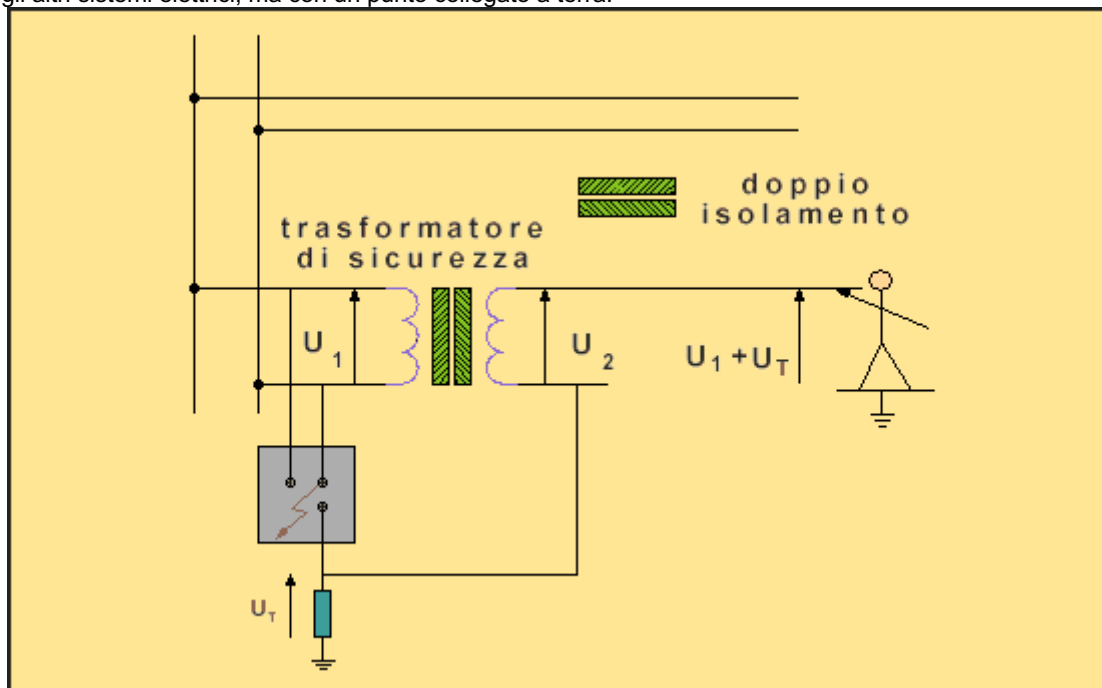 gli altri sistemi elettrici, ma con un punto collegato a terra.
doppio
isolamento
trasformatore
di sicurezza
U1
U2
U1 + UT
UT